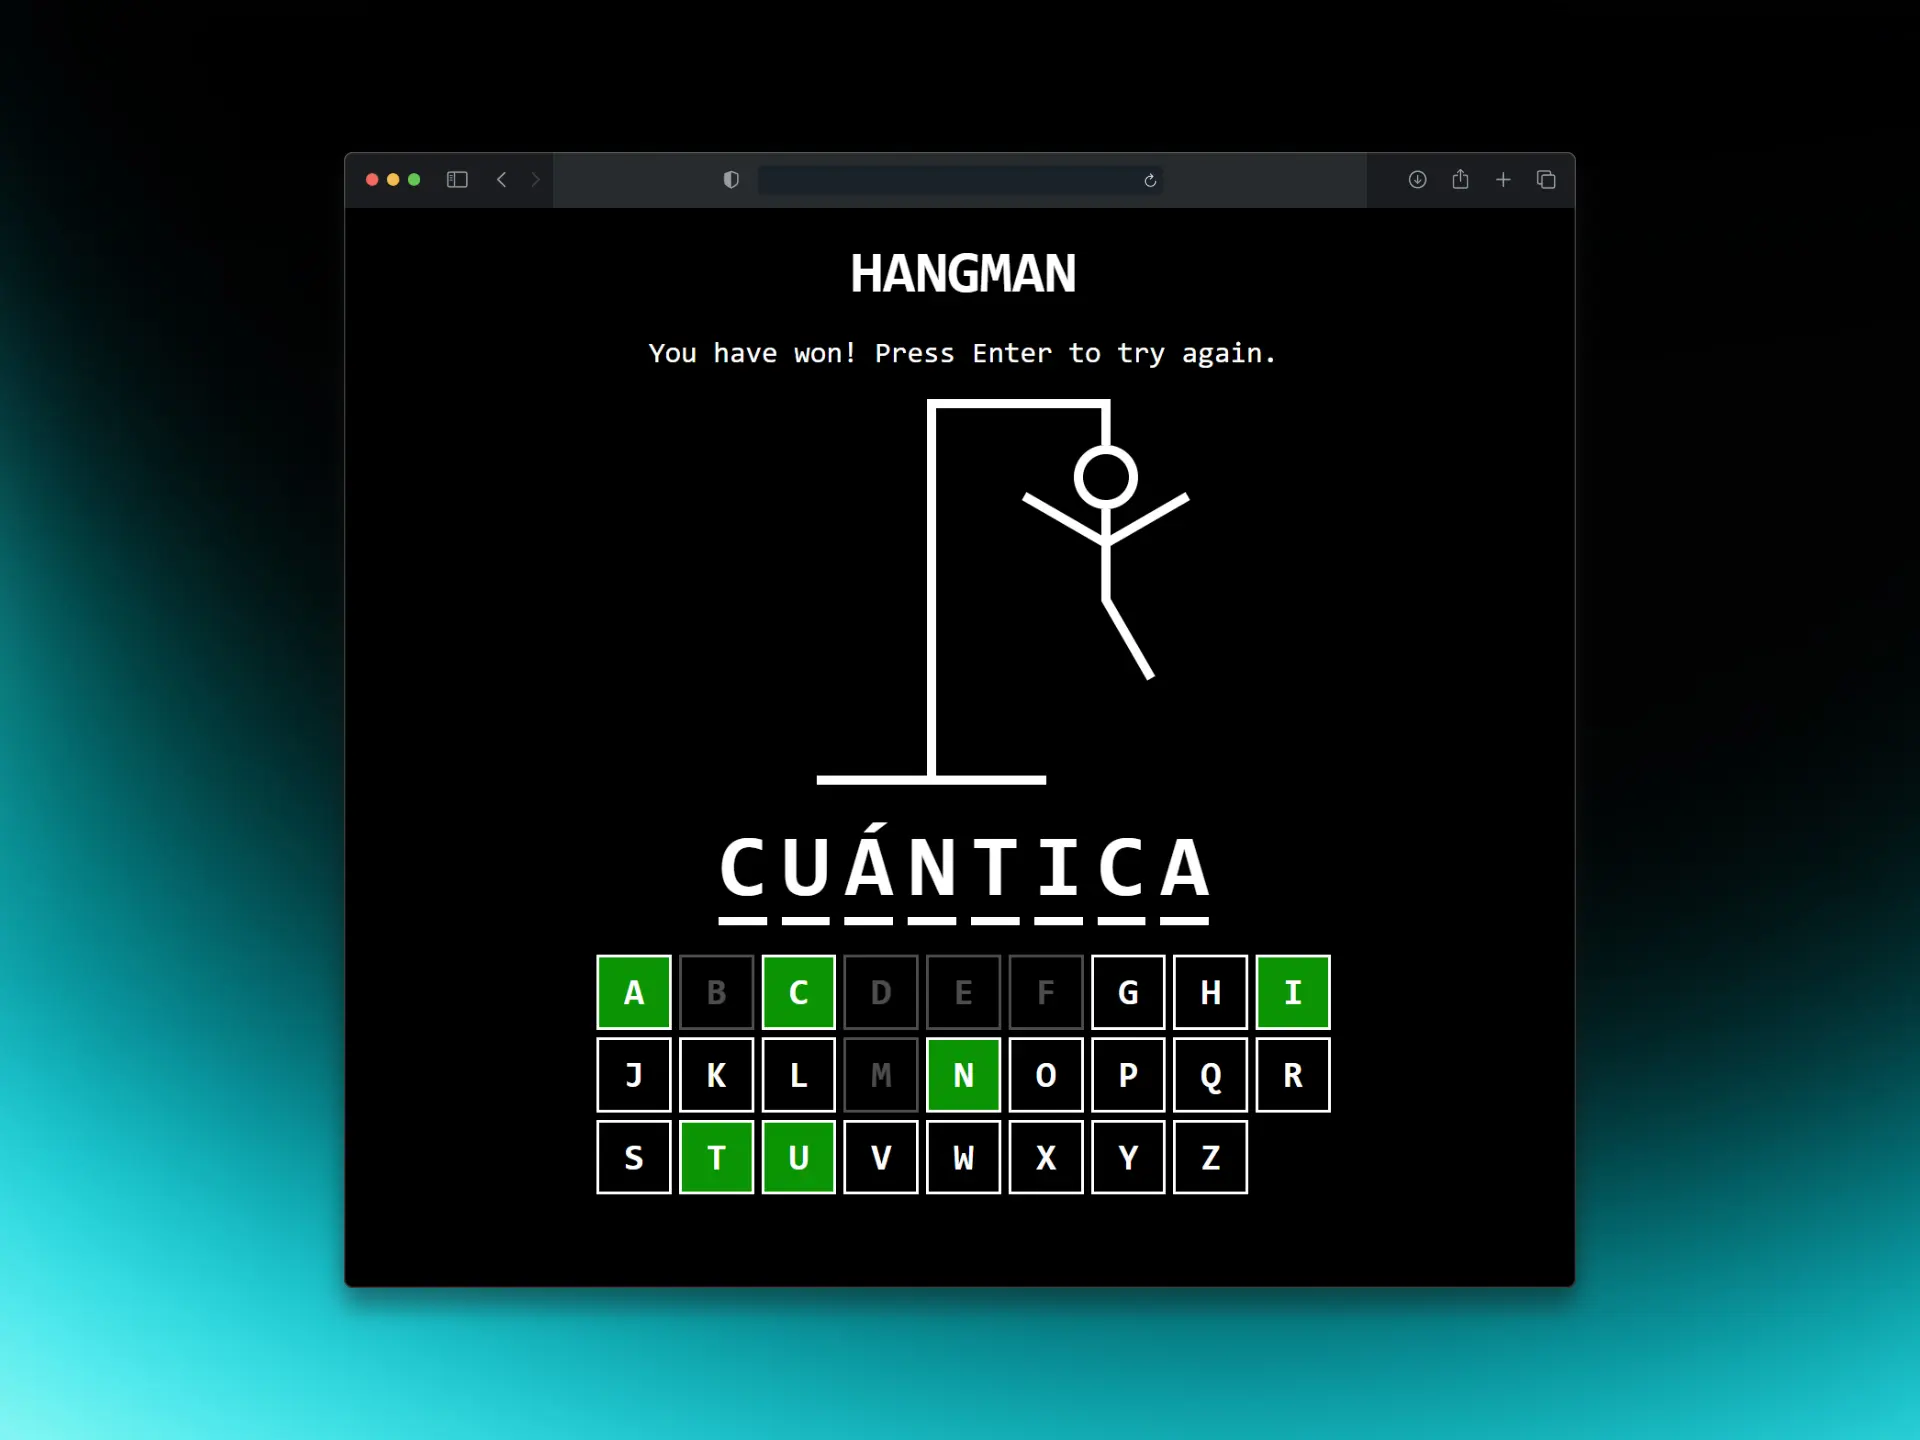 HANGMAN
You have won! Press Enter to try again.
CUÁNTICA
A B C D E F G H I
J K L M N O P Q R
S T U V W X Y Z